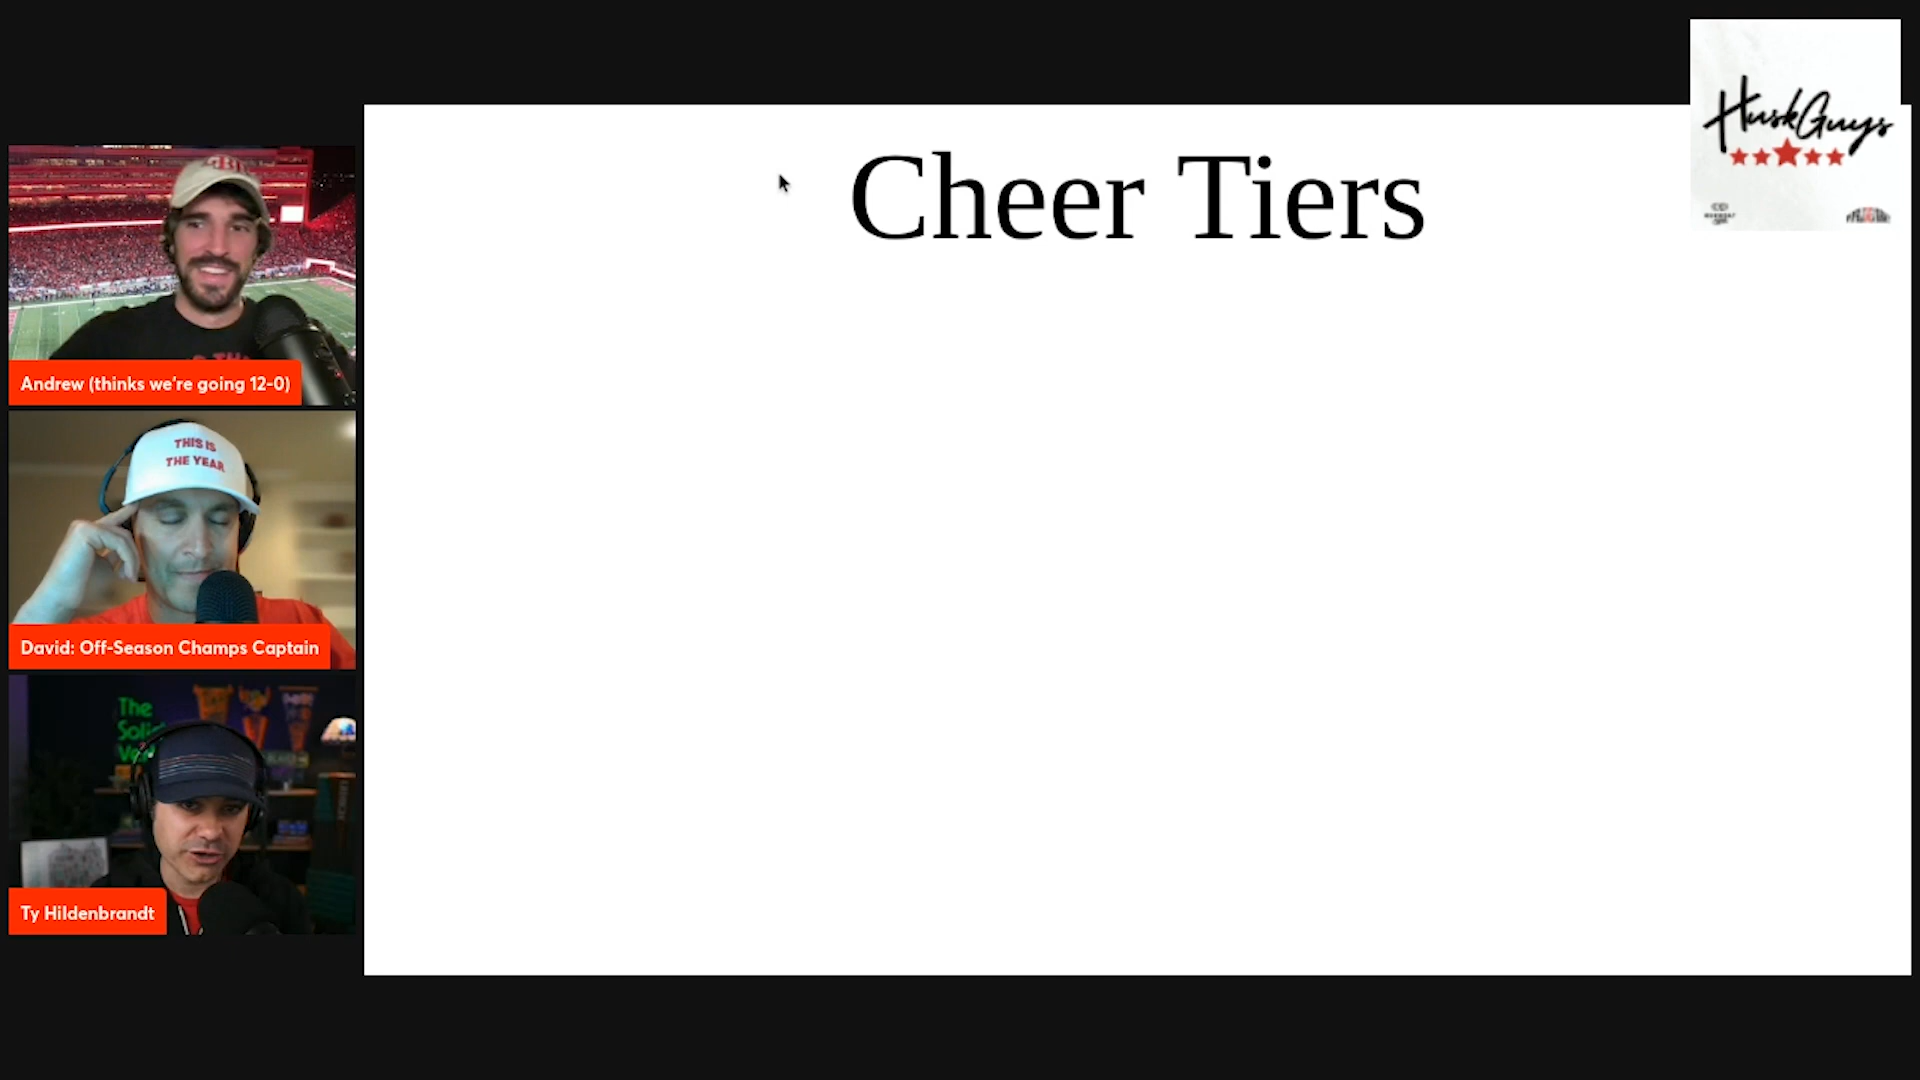 HuskGuys
Cheer Tiers
Andrew (thinks we're going 12-0)
THIS IS
THE YEAR
David: Off-Season Champs Captain
The
Ty Hildenbrandt